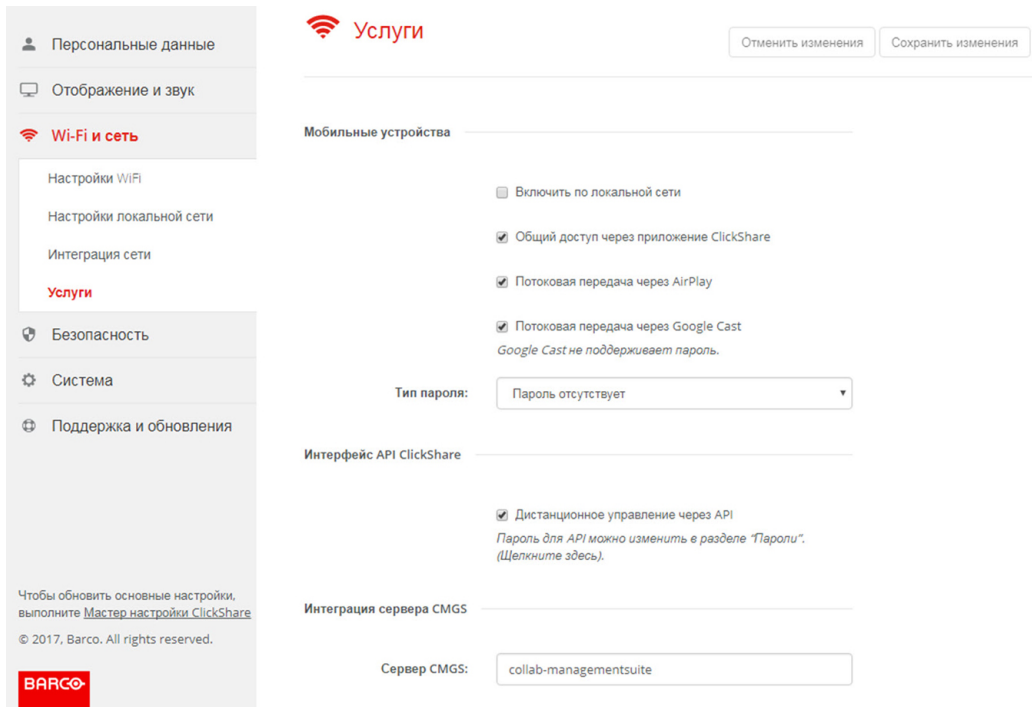 Персональные данные
Отображение и звук
Wi-Fi и сеть
Настройки WiFi
Настройки локальной сети
Интеграция сети
Услуги
Безопасность
Система
Поддержка и обновления
Чтобы обновить основные настройки,
выполните Мастер настройки ClickShare
© 2017, Barco. All rights reserved.
BARCO
Услуги
Отменить изменения
Сохранить изменения
Мобильные устройства
Включить по локальной сети
Общий доступ через приложение ClickShare
Потоковая передача через AirPlay
Потоковая передача через Google Cast
Google Cast не поддерживает пароль.
Тип пароля: Пароль отсутствует
Интерфейс API ClickShare
Дистанционное управление через API
Пароль для API можно изменить в разделе “Пароли”.
(Щелкните здесь).
Интеграция сервера CMGS
Сервер CMGS: collab-managementsuite